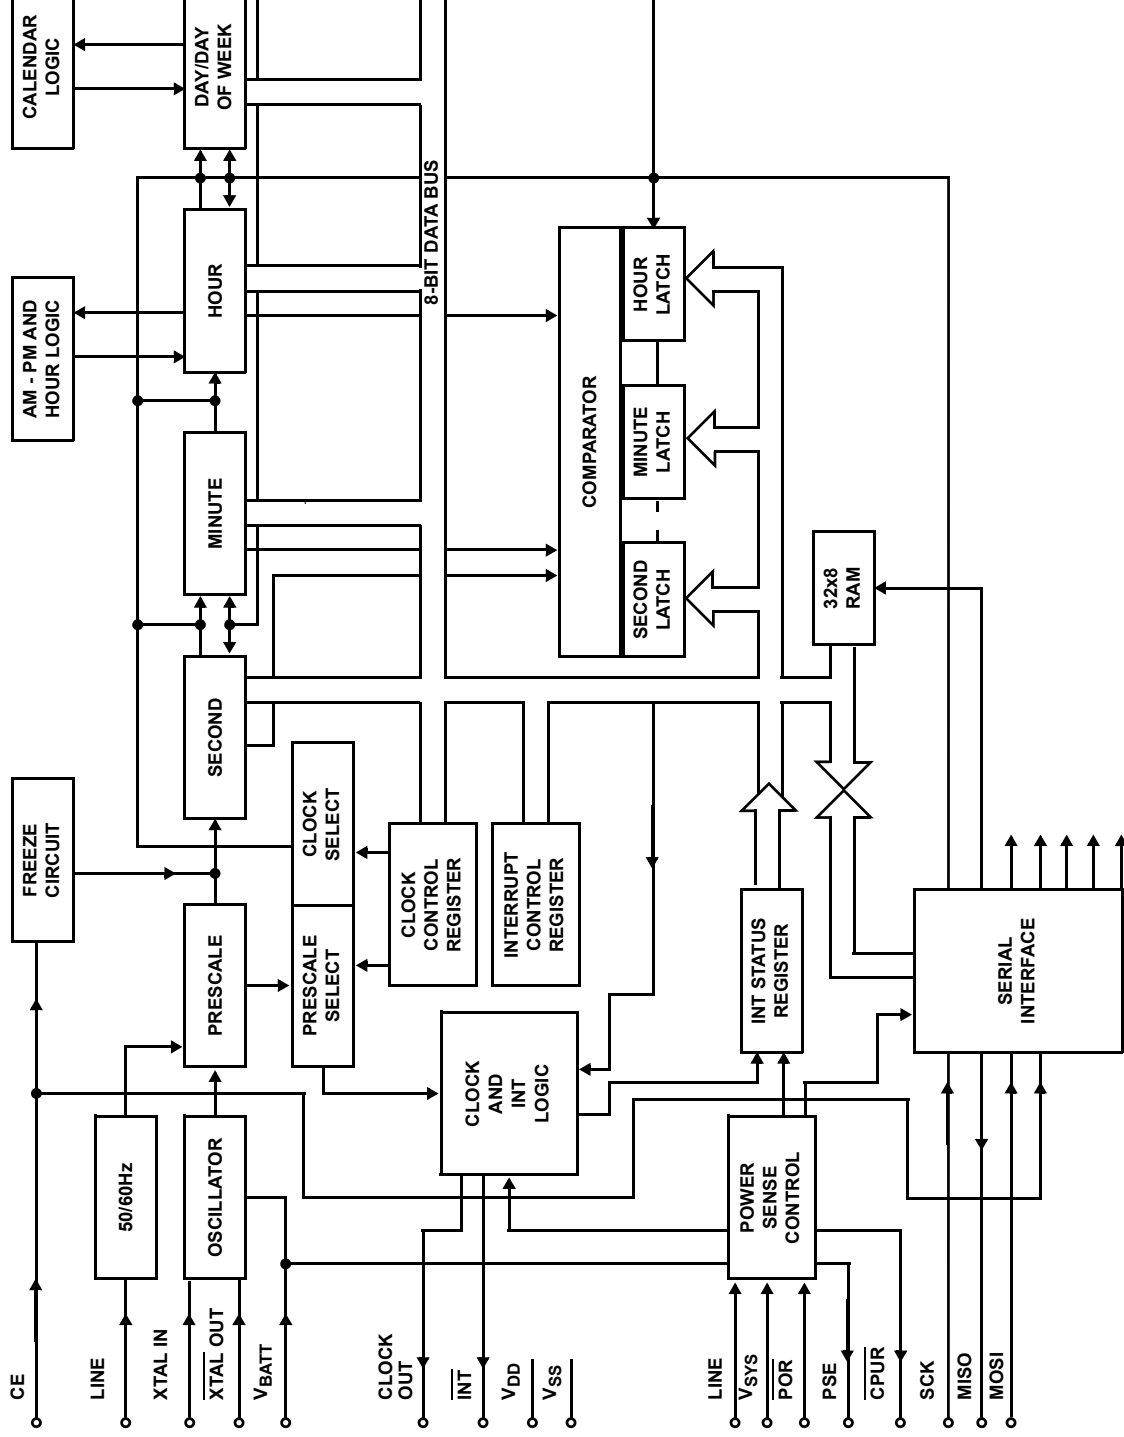 CALENDAR
LOGIC
DAY/DAY
OF WEEK
8-BIT DATA BUS
AM - PM AND
HOUR LOGIC
HOUR
HOUR
LATCH
COMPARATOR
MINUTE
LATCH
MINUTE
SECOND
LATCH
32x8
RAM
SECOND
FREEZE
CIRCUIT
CLOCK
SELECT
PRESCALE
PRESCALE
SELECT
CLOCK
CONTROL
REGISTER
INTERRUPT
CONTROL
REGISTER
INT STATUS
REGISTER
SERIAL
INTERFACE
CLOCK
AND
INT
LOGIC
50/60Hz
OSCILLATOR
POWER
SENSE
CONTROL
CE
LINE
XTAL IN
XTAL OUT
VBATT
CLOCK
OUT
INT
VDD
VSS
LINE
VSYS
POR
PSE
CPUR
SCK
MISO
MOSI